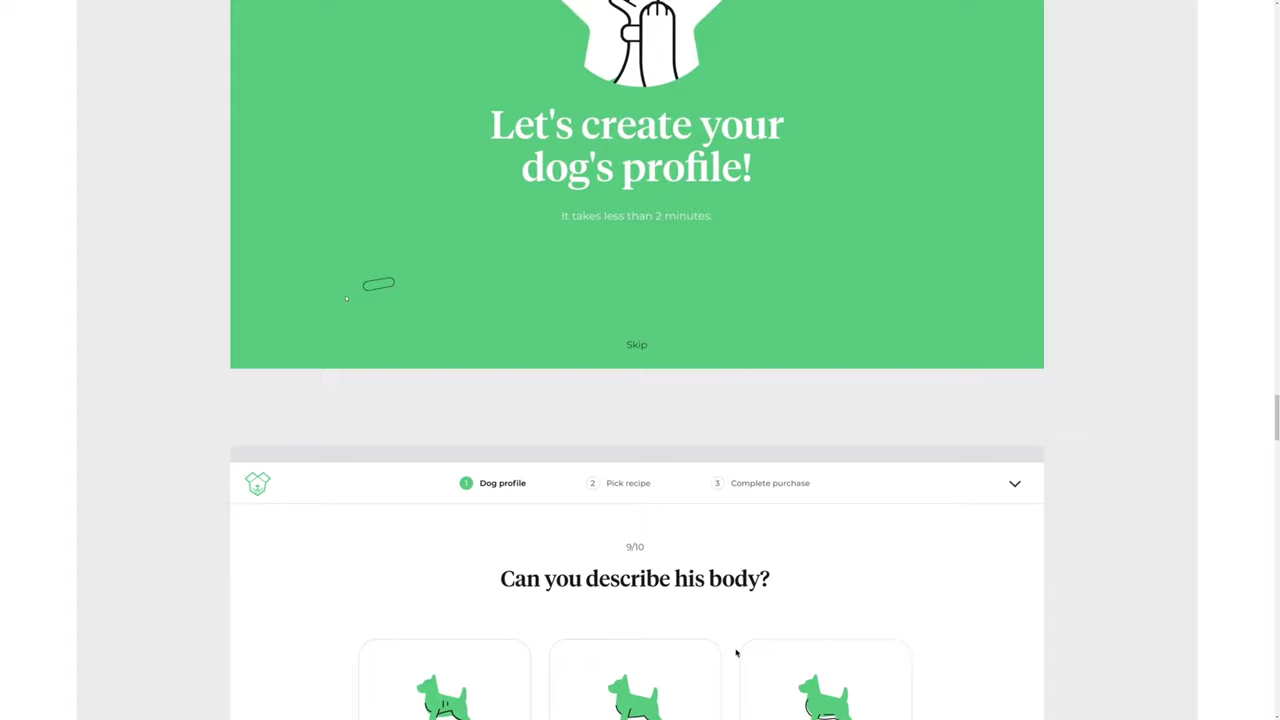 Let's create your
dog's profile!
It takes less than 2 minutes.
Skip
1 Dog profile 2 Pick recipe 3 Complete purchase
9/10
Can you describe his body?